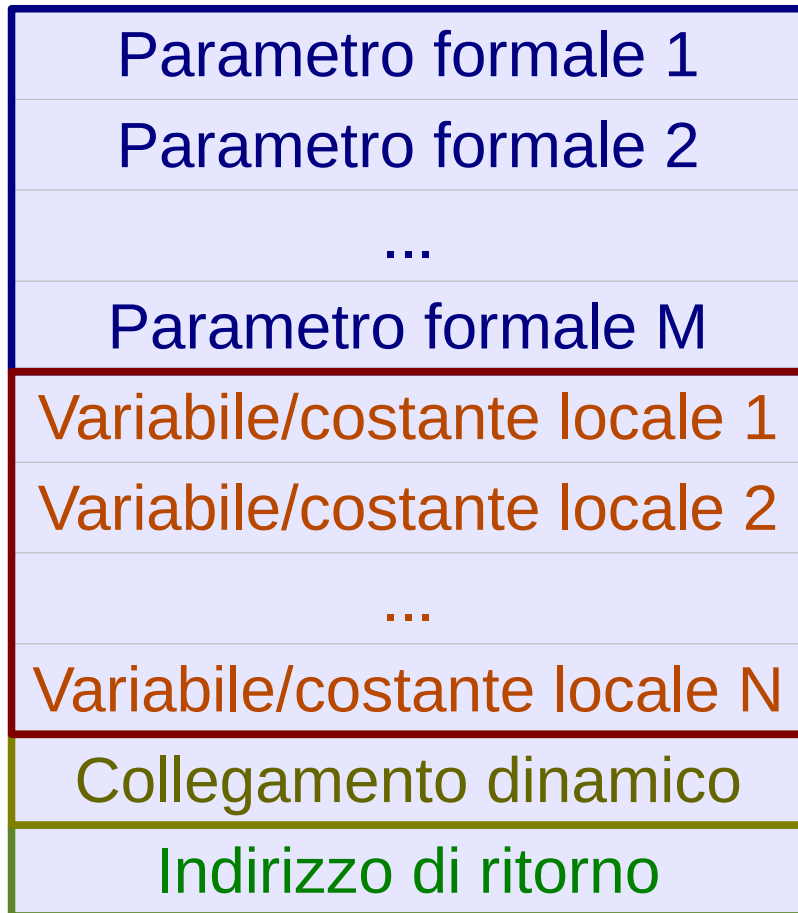 Parametro formale 1
Parametro formale 2
...
Parametro formale M
Variabile/costante locale 1
Variabile/costante locale 2
...
Variabile/costante locale N
Collegamento dinamico
Indirizzo di ritorno